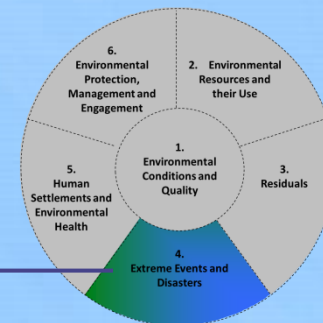 1.
Environmental
Conditions and
Quality
2. Environmental
Resources and
their Use
3.
Residuals
4.
Extreme Events and
Disasters
5.
Human
Settlements and
Environmental
Health
6.
Environmental
Protection,
Management and
Engagement